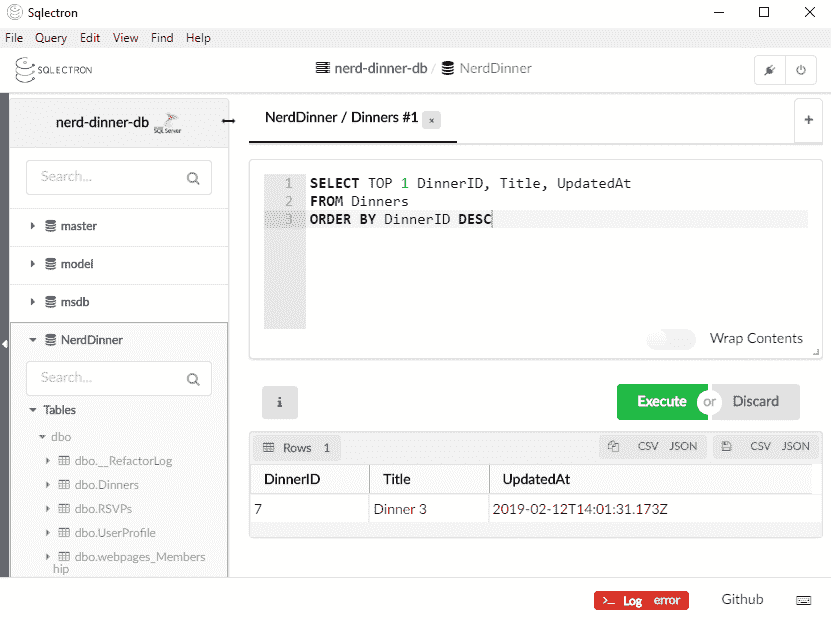 Sqlectron
File Query Edit View Find Help
SQLECTRON
nerd-dinner-db / NerdDinner
nerd-dinner-db SQL Server
NerdDinner / Dinners #1 ×
+
Search...
master
model
msdb
NerdDinner
Search...
Tables
dbo
dbo.__RefactorLog
dbo.Dinners
dbo.RSVPs
dbo.UserProfile
dbo.webpages_Members
hip
1 SELECT TOP 1 DinnerID, Title, UpdatedAt
2 FROM Dinners
3 ORDER BY DinnerID DESC
Wrap Contents
i
Execute or Discard
Rows 1 CSV JSON CSV JSON
DinnerID Title UpdatedAt
7 Dinner 3 2019-02-12T14:01:31.173Z
>_ Log error Github